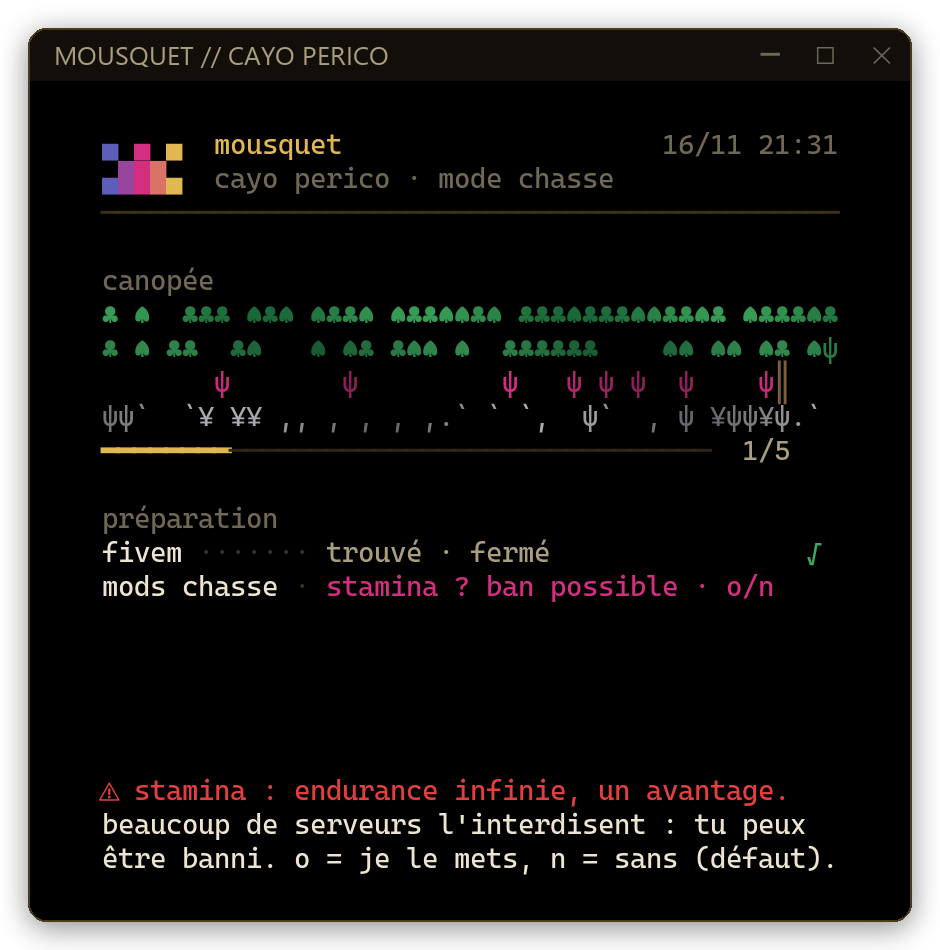 MOUSQUET // CAYO PERICO
mousquet 16/11 21:31
cayo perico · mode chasse
canopée
♣ ♠  ♣♣♣ ♠♣♠ ♠♣♣♠ ♠♣♣♠♠♣♠ ♣♣♣♠♣♣♣♠♠♣♣♠♣ ♠♣♣♣♣♠♣
♣ ♠ ♣♣  ♣♠   ♠ ♠♣ ♣♠♠ ♠  ♣♣♣♣♣♣    ♠♠ ♠♠ ♠♣ ♠ψ
ψ ψ ψ ψ ψ ψ ψ ψ‖
ψψ`  `¥ ¥¥ ,, , , , ,.` ` `,  ψ`  , ψ ¥ψψ¥ψ.`
1/5
préparation
fivem ······· trouvé · fermé √
mods chasse · stamina ? ban possible · o/n
⚠ stamina : endurance infinie, un avantage.
beaucoup de serveurs l'interdisent : tu peux
être banni. o = je le mets, n = sans (défaut).